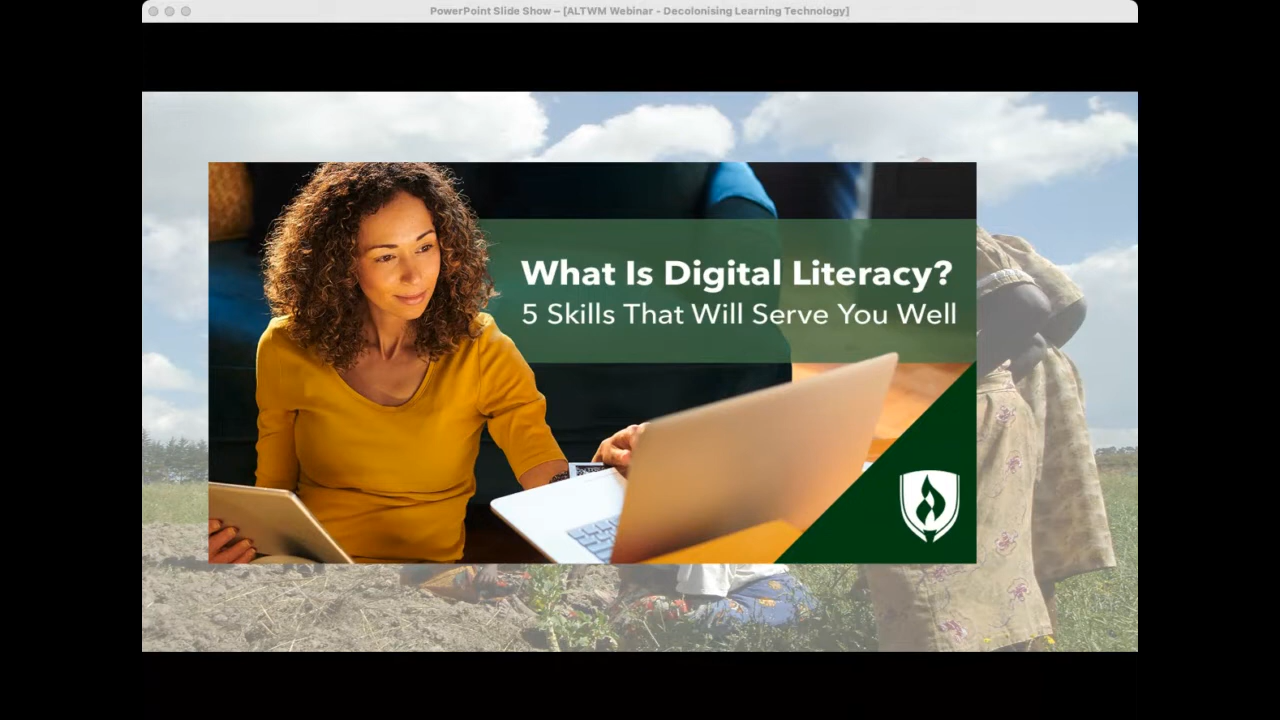 PowerPoint Slide Show – [ALTWM Webinar - Decolonising Learning Technology]
What Is Digital Literacy?
5 Skills That Will Serve You Well